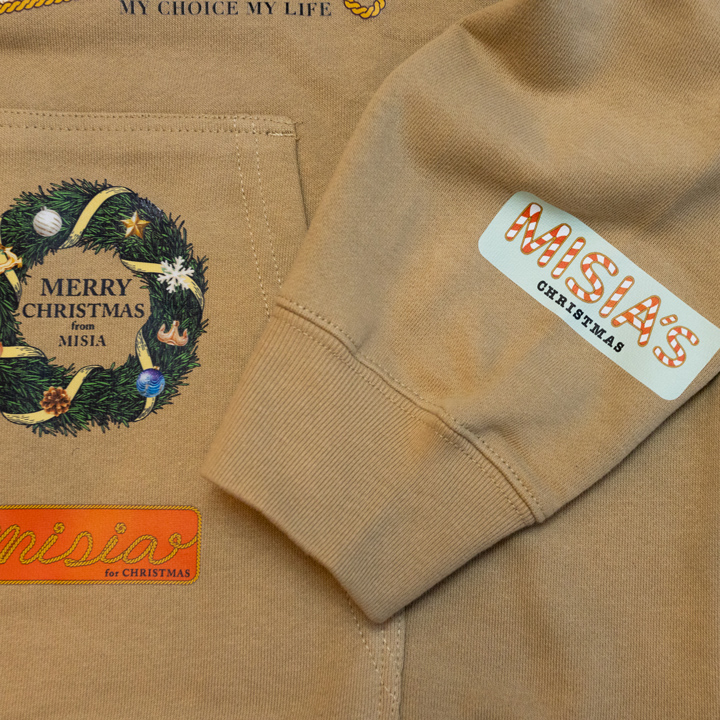 MY CHOICE MY LIFE
MERRY
CHRISTMAS
from
MISIA
MISIA'S
CHRISTMAS
misia
for CHRISTMAS